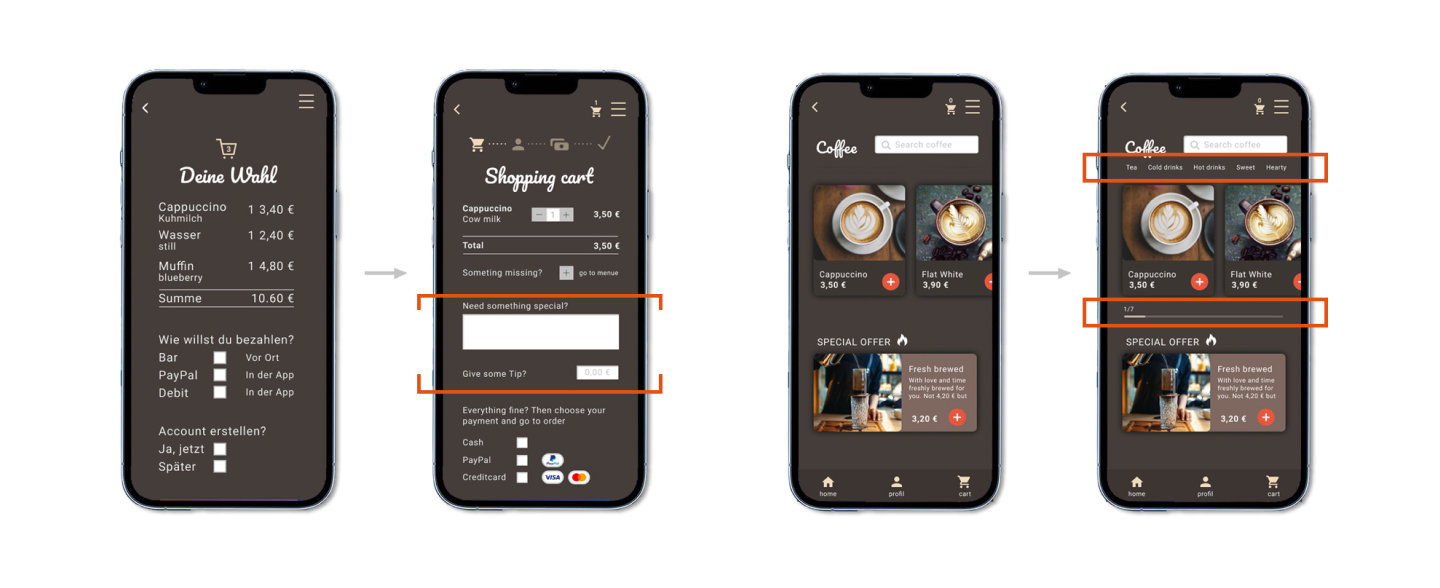 3
Deine Wahl
Cappuccino 1 3,40 €
Kuhmilch
Wasser 1 2,40 €
still
Muffin 1 4,80 €
blueberry
Summe 10.60 €
Wie willst du bezahlen?
Bar Vor Ort
PayPal In der App
Debit In der App
Account erstellen?
Ja, jetzt
Später
1
Shopping cart
Cappuccino
Cow milk
1 3,50 €
Total 3,50 €
Someting missing? + go to menue
Need something special?
Give some Tip? 0,00 €
Everything fine? Then choose your
payment and go to order
Cash
PayPal PayPal
Creditcard VISA
0
Coffee Search coffee
Cappuccino
3,50 €
Flat White
3,90 €
SPECIAL OFFER
Fresh brewed
With love and time
freshly brewed for
you. Not 4,20 € but
3,20 €
home profil cart
0
Coffee Search coffee
Tea Cold drinks Hot drinks Sweet Hearty
Cappuccino
3,50 €
Flat White
3,90 €
1/7
SPECIAL OFFER
Fresh brewed
With love and time
freshly brewed for
you. Not 4,20 € but
3,20 €
home profil cart